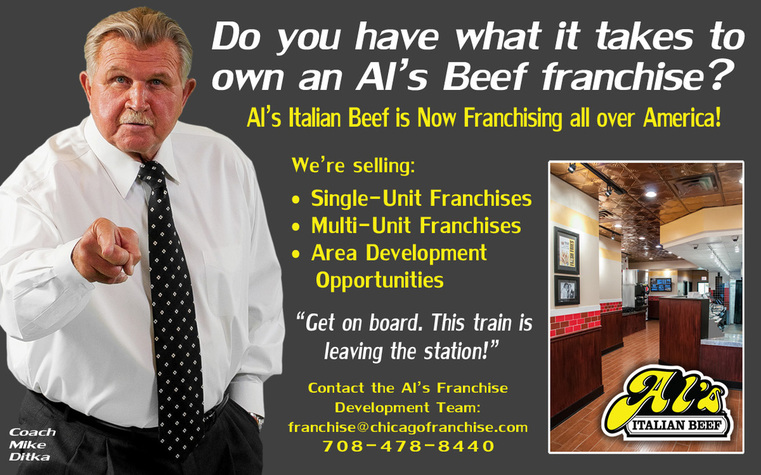 Do you have what it takes to
own an Al's Beef franchise?
Al's Italian Beef is Now Franchising all over America!
We're selling:
• Single-Unit Franchises
• Multi-Unit Franchises
• Area Development
Opportunities
“Get on board. This train is
leaving the station!”
Contact the Al's Franchise
Development Team:
franchise@chicagofranchise.com
708-478-8440
Coach
Mike
Ditka
Al's
ITALIAN BEEF